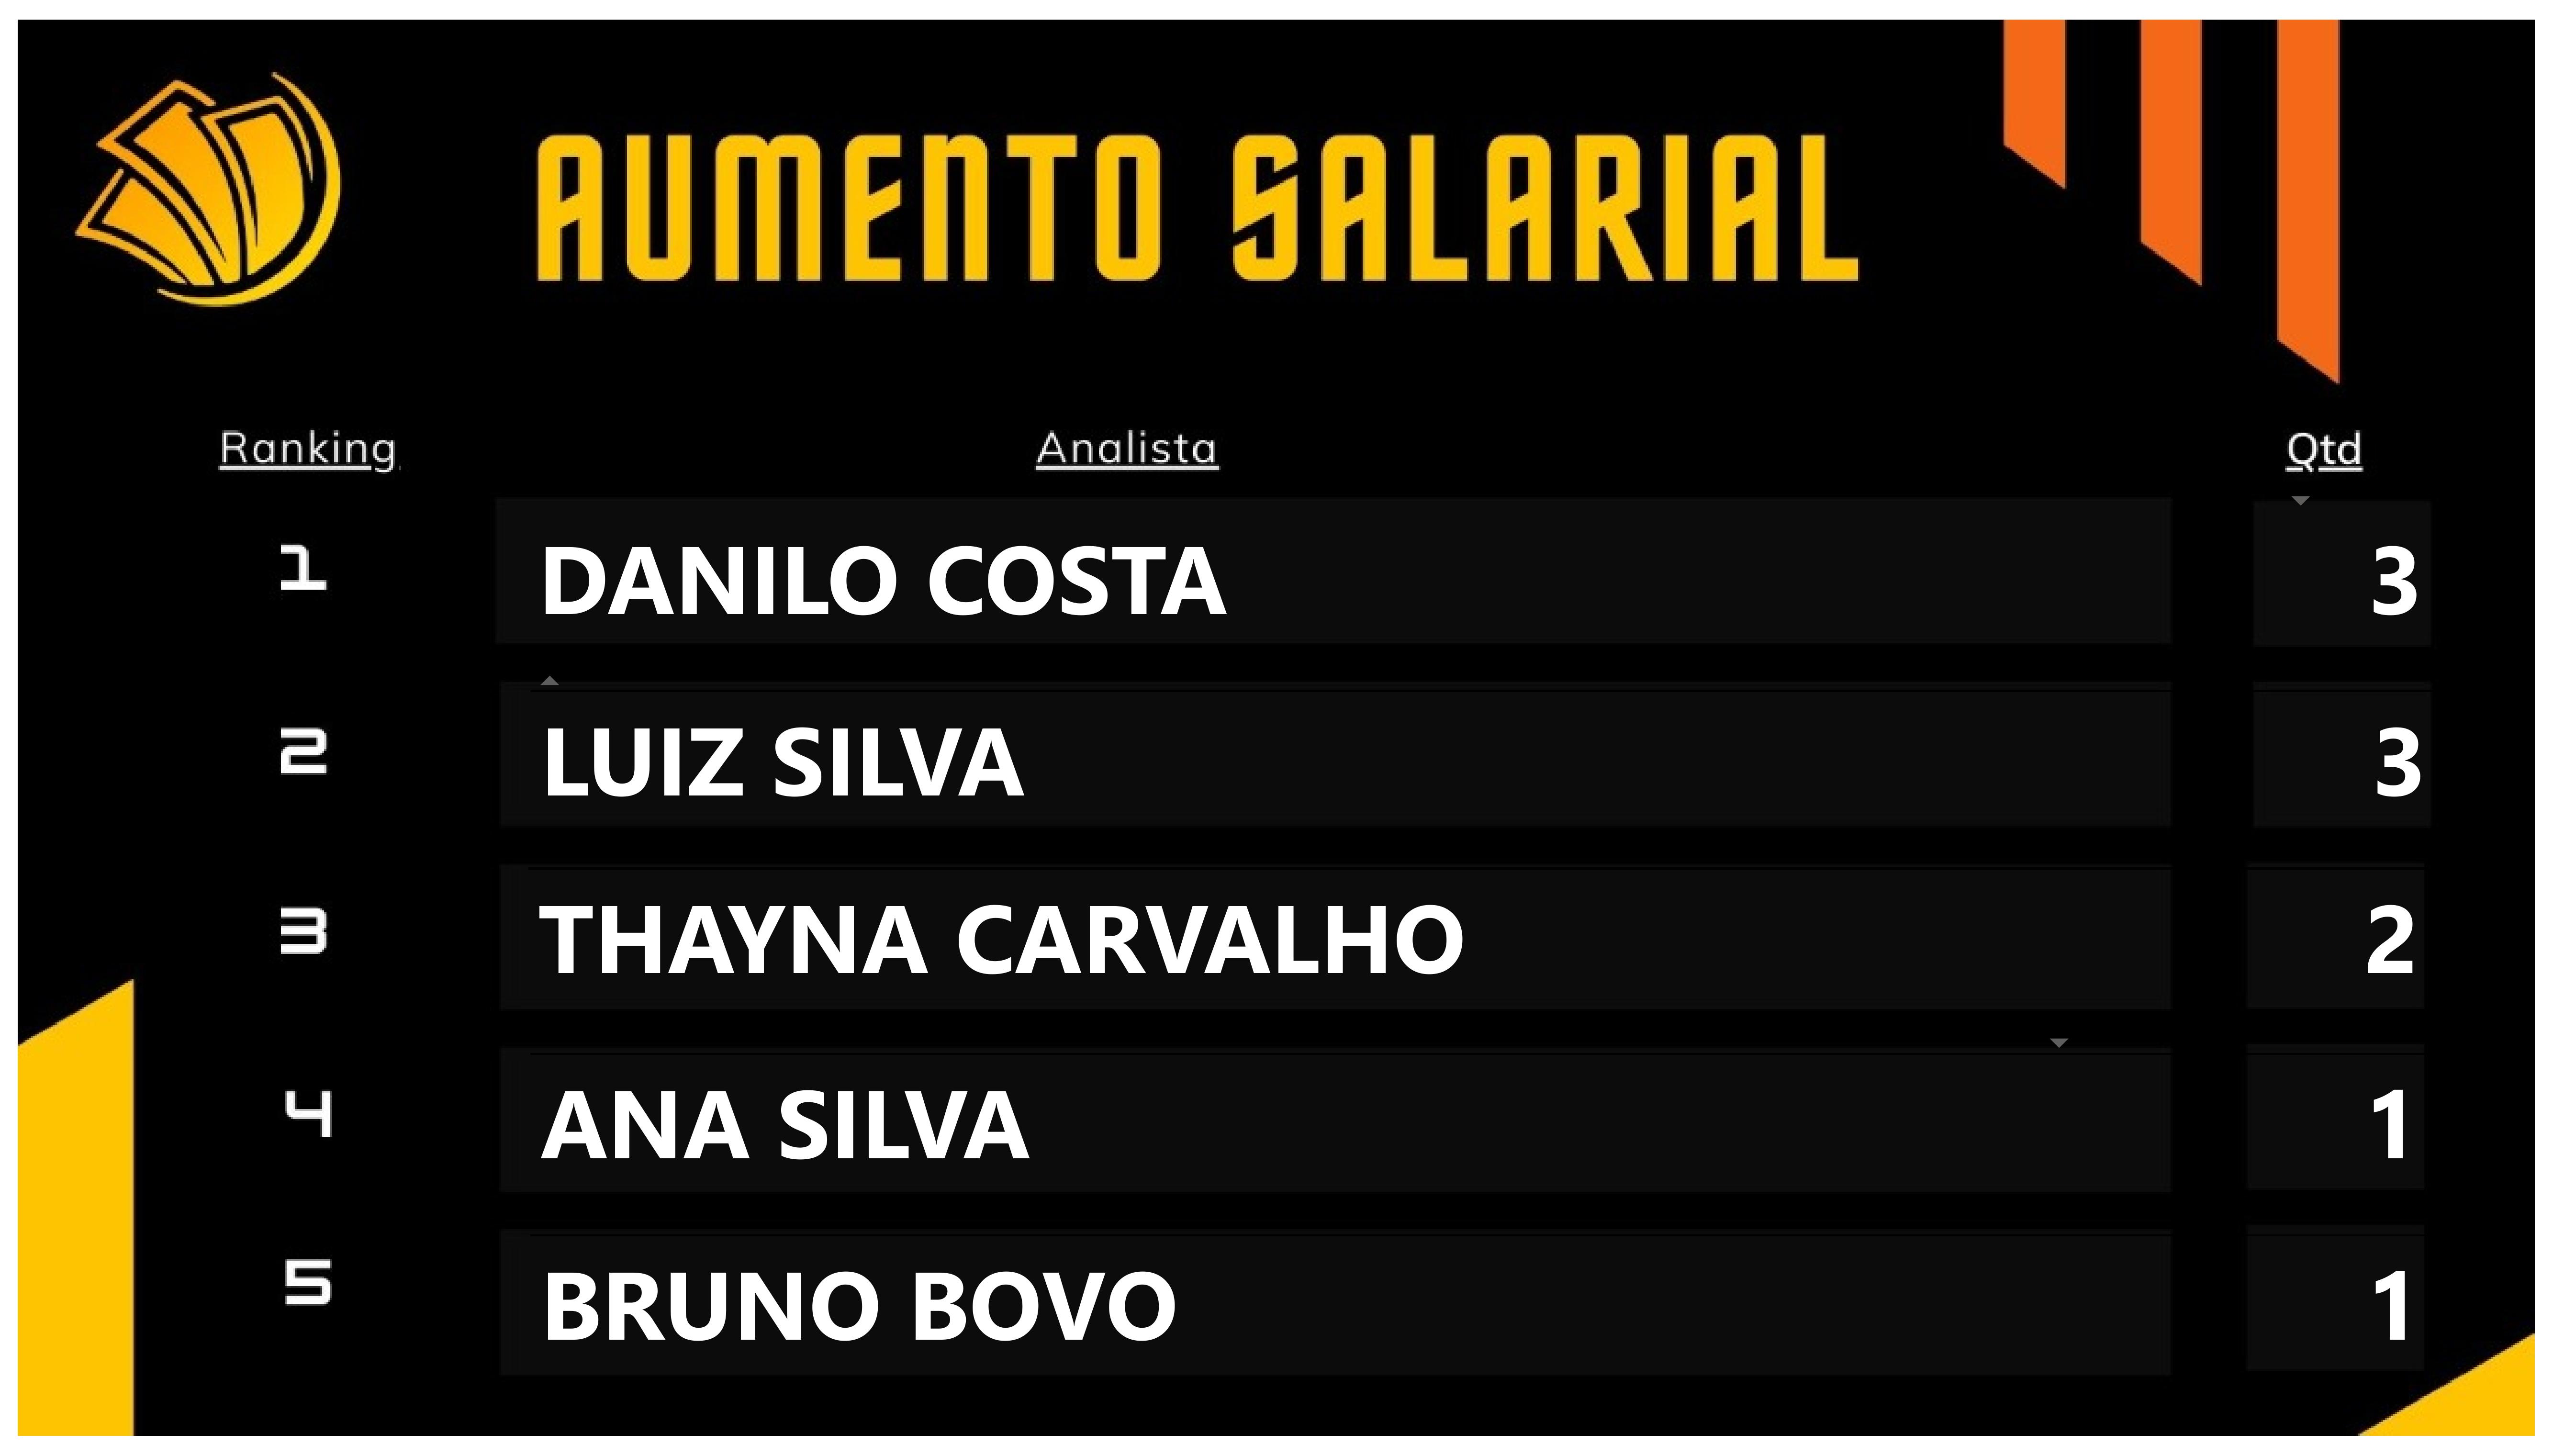 AUMENTO SALARIAL
Ranking Analista Qtd
1 DANILO COSTA 3
2 LUIZ SILVA 3
3 THAYNA CARVALHO 2
4 ANA SILVA 1
5 BRUNO BOVO 1